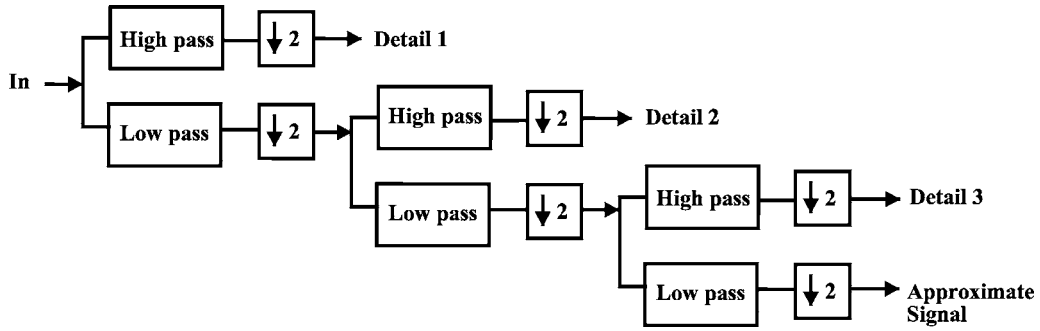 High pass
↓ 2
Detail 1
In
Low pass
↓ 2
High pass
↓ 2
Detail 2
Low pass
↓ 2
High pass
↓ 2
Detail 3
Low pass
↓ 2
Approximate
Signal